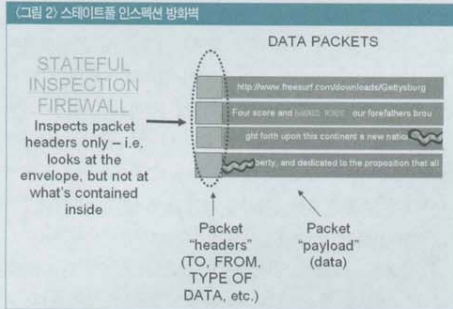 〈그림 2〉 스테이트풀 인스펙션 방화벽
DATA PACKETS
STATEFUL
INSPECTION
FIREWALL
Inspects packet
headers only – i.e.
looks at the
envelope, but not at
what's contained
inside
http://www.freesurf.com/downloads/Gettysburg
Four score and BADDIES WORDS our forefathers brou
ght forth upon this continent a new natio
perty, and dedicated to the proposition that all
Packet
"headers"
(TO, FROM,
TYPE OF
DATA, etc.)
Packet
"payload"
(data)